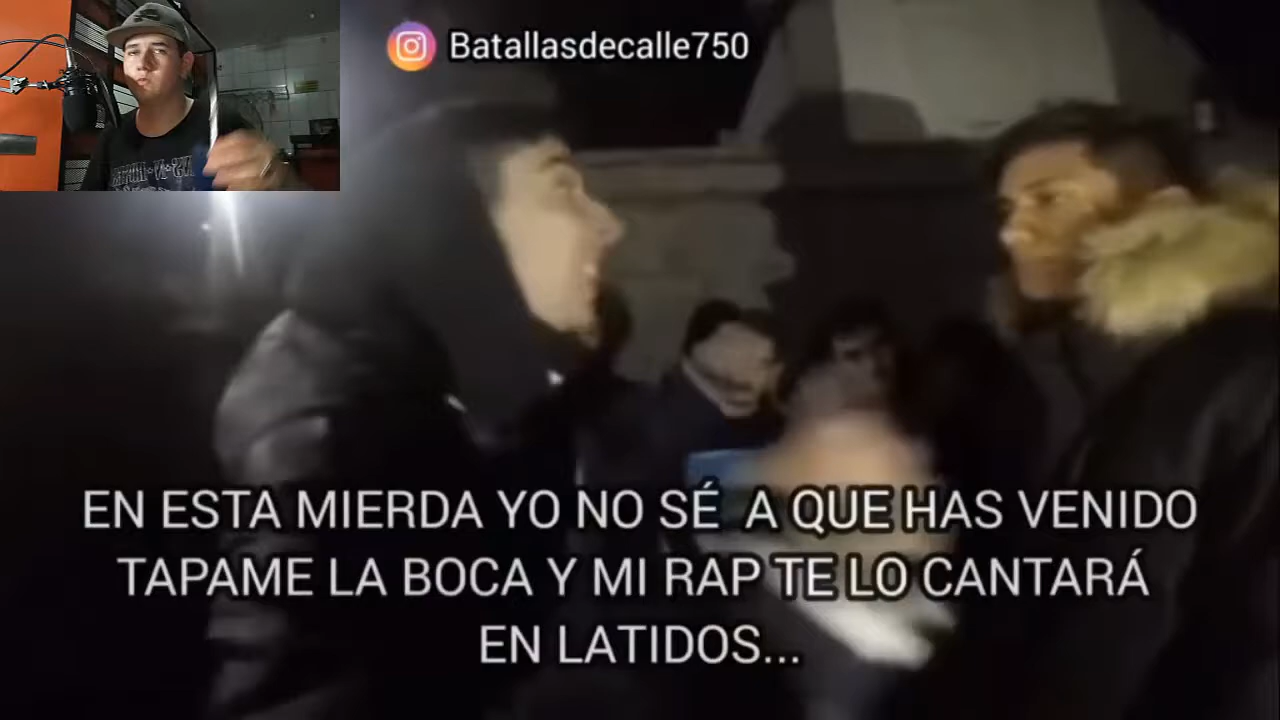 Batallasdecalle750
EN ESTA MIERDA YO NO SÉ A QUE HAS VENIDO
TAPAME LA BOCA Y MI RAP TE LO CANTARÁ
EN LATIDOS...